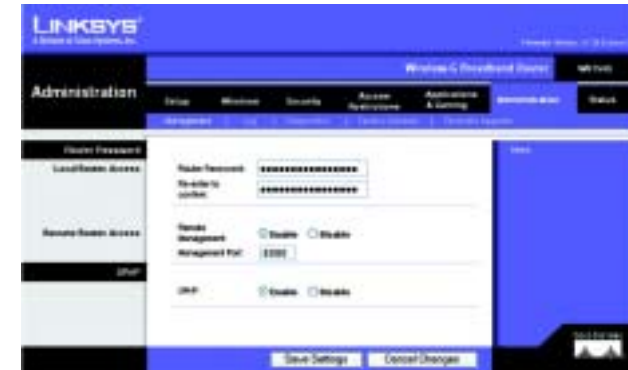 LINKSYS
A Division of Cisco Systems, Inc.
Wireless-G Broadband Router
Administration
Setup Wireless Security Access Restrictions Applications & Gaming Administration Status
Management
Router Password
Local Router Access
Router Password:
Re-enter to confirm:
Remote Router Access
Remote Management: Enable Disable
Management Port: 8080
UPnP
UPnP: Enable Disable
Save Settings Cancel Changes